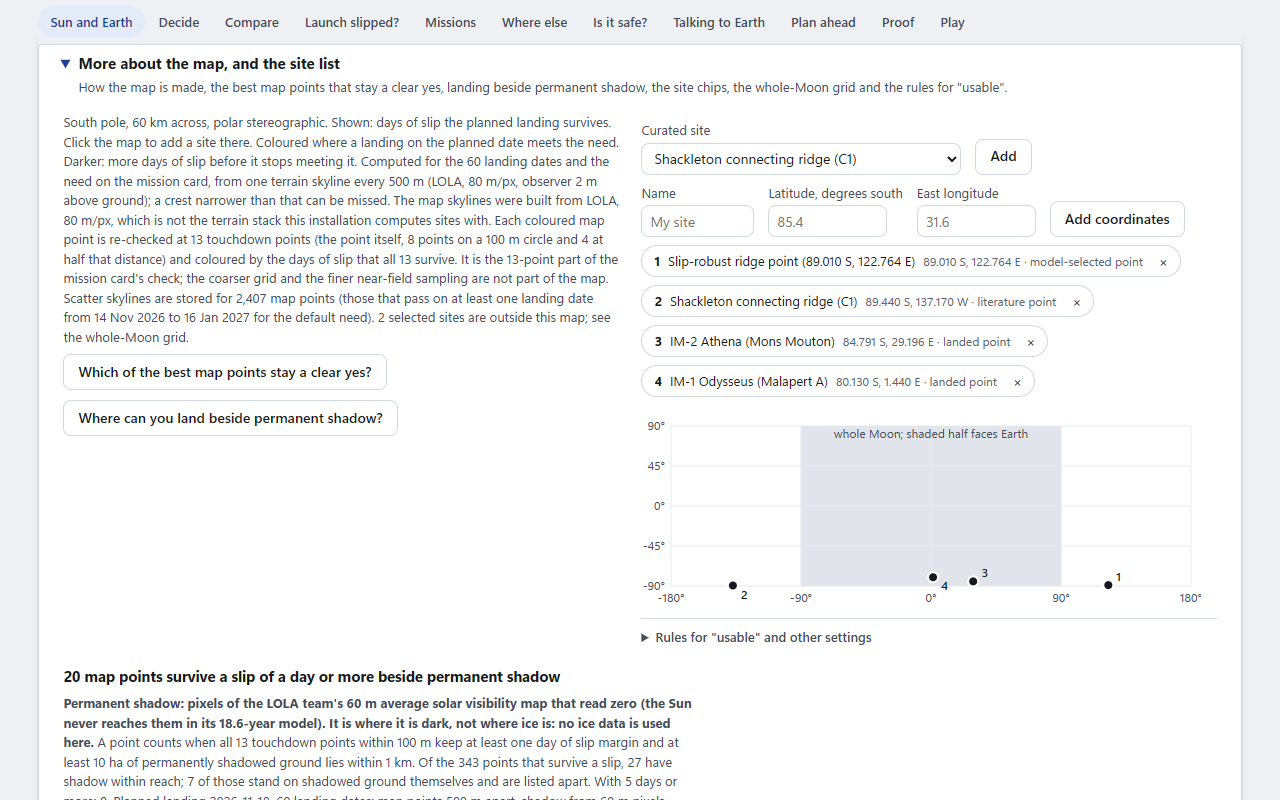 Sun and Earth Decide Compare Launch slipped? Missions Where else Is it safe? Talking to Earth Plan ahead Proof Play
▼ More about the map, and the site list
How the map is made, the best map points that stay a clear yes, landing beside permanent shadow, the site chips, the whole-Moon grid and the rules for "usable".
South pole, 60 km across, polar stereographic. Shown: days of slip the planned landing survives.
Click the map to add a site there. Coloured where a landing on the planned date meets the need.
Darker: more days of slip before it stops meeting it. Computed for the 60 landing dates and the
need on the mission card, from one terrain skyline every 500 m (LOLA, 80 m/px, observer 2 m
above ground); a crest narrower than that can be missed. The map skylines were built from LOLA,
80 m/px, which is not the terrain stack this installation computes sites with. Each coloured map
point is re-checked at 13 touchdown points (the point itself, 8 points on a 100 m circle and 4 at
half that distance) and coloured by the days of slip that all 13 survive. It is the 13-point part of the
mission card's check; the coarser grid and the finer near-field sampling are not part of the map.
Scatter skylines are stored for 2,407 map points (those that pass on at least one landing date
from 14 Nov 2026 to 16 Jan 2027 for the default need). 2 selected sites are outside this map; see
the whole-Moon grid.
Which of the best map points stay a clear yes?
Where can you land beside permanent shadow?
Curated site
Shackleton connecting ridge (C1) Add
Name Latitude, degrees south East longitude
My site 85.4 31.6 Add coordinates
1 Slip-robust ridge point (89.010 S, 122.764 E) 89.010 S, 122.764 E · model-selected point ×
2 Shackleton connecting ridge (C1) 89.440 S, 137.170 W · literature point ×
3 IM-2 Athena (Mons Mouton) 84.791 S, 29.196 E · landed point ×
4 IM-1 Odysseus (Malapert A) 80.130 S, 1.440 E · landed point ×
90°
whole Moon; shaded half faces Earth
45°
0°
-45°
-90°
2 4 3 1
-180° -90° 0° 90° 180°
▶ Rules for "usable" and other settings
20 map points survive a slip of a day or more beside permanent shadow
Permanent shadow: pixels of the LOLA team's 60 m average solar visibility map that read zero (the Sun
never reaches them in its 18.6-year model). It is where it is dark, not where ice is: no ice data is used
here. A point counts when all 13 touchdown points within 100 m keep at least one day of slip margin and at
least 10 ha of permanently shadowed ground lies within 1 km. Of the 343 points that survive a slip, 27 have
shadow within reach; 7 of those stand on shadowed ground themselves and are listed apart. With 5 days or